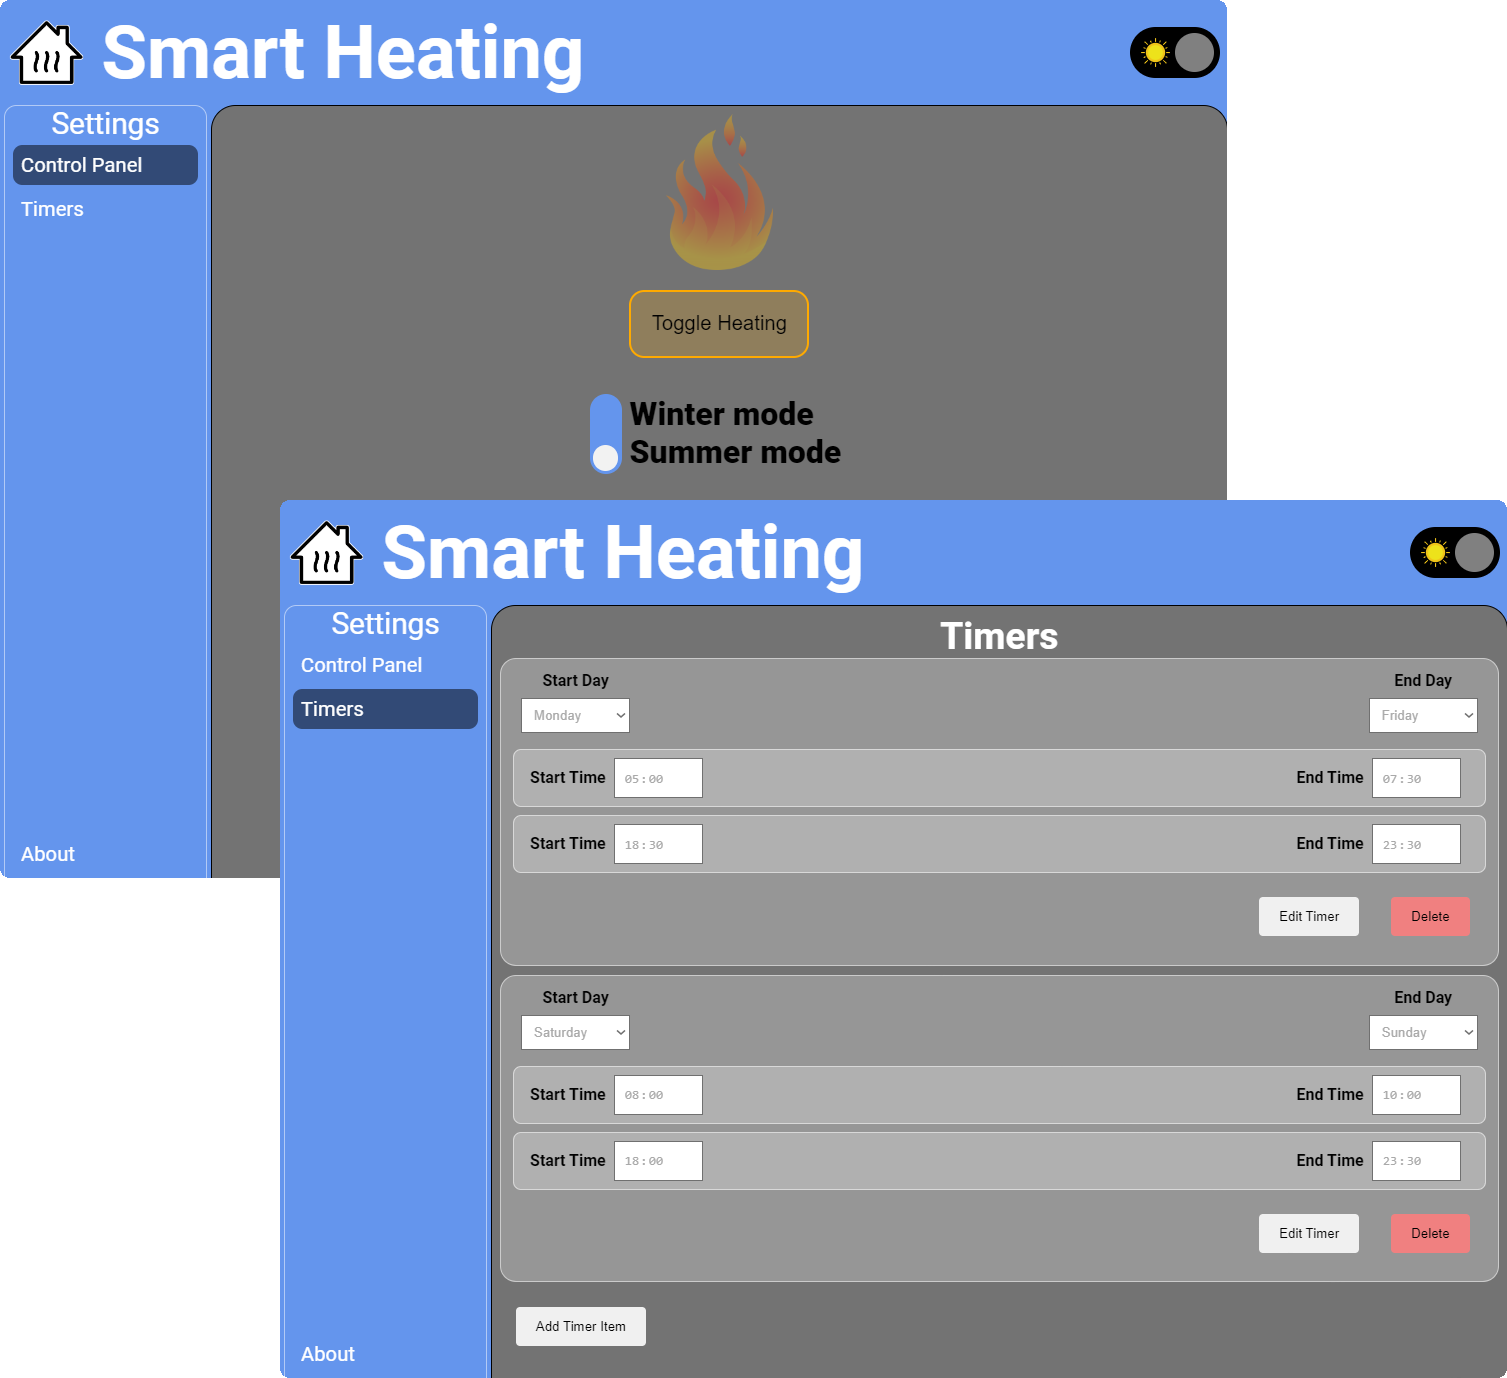 Smart Heating
Settings
Control Panel
Timers
About
Toggle Heating
Winter mode
Summer mode
Smart Heating
Settings
Control Panel
Timers
About
Timers
Start Day End Day
Monday Friday
Start Time 05:00 End Time 07:30
Start Time 18:30 End Time 23:30
Edit Timer Delete
Start Day End Day
Saturday Sunday
Start Time 08:00 End Time 10:00
Start Time 18:00 End Time 23:30
Edit Timer Delete
Add Timer Item